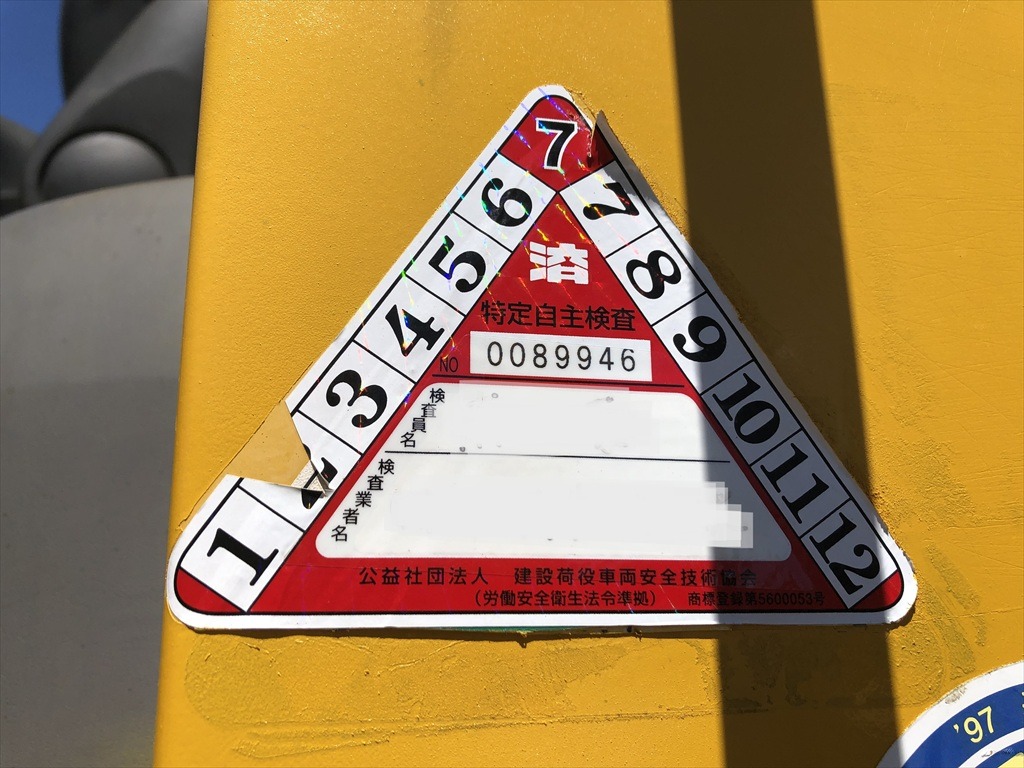 7
6 7
5 8
4 9
3 10
2 11
1 12
済
特定自主検査
NO 0089946
検査員名
検査業者名
公益社団法人 建設荷役車両安全技術協会
(労働安全衛生法令準拠) 商標登録第5600053号
'97